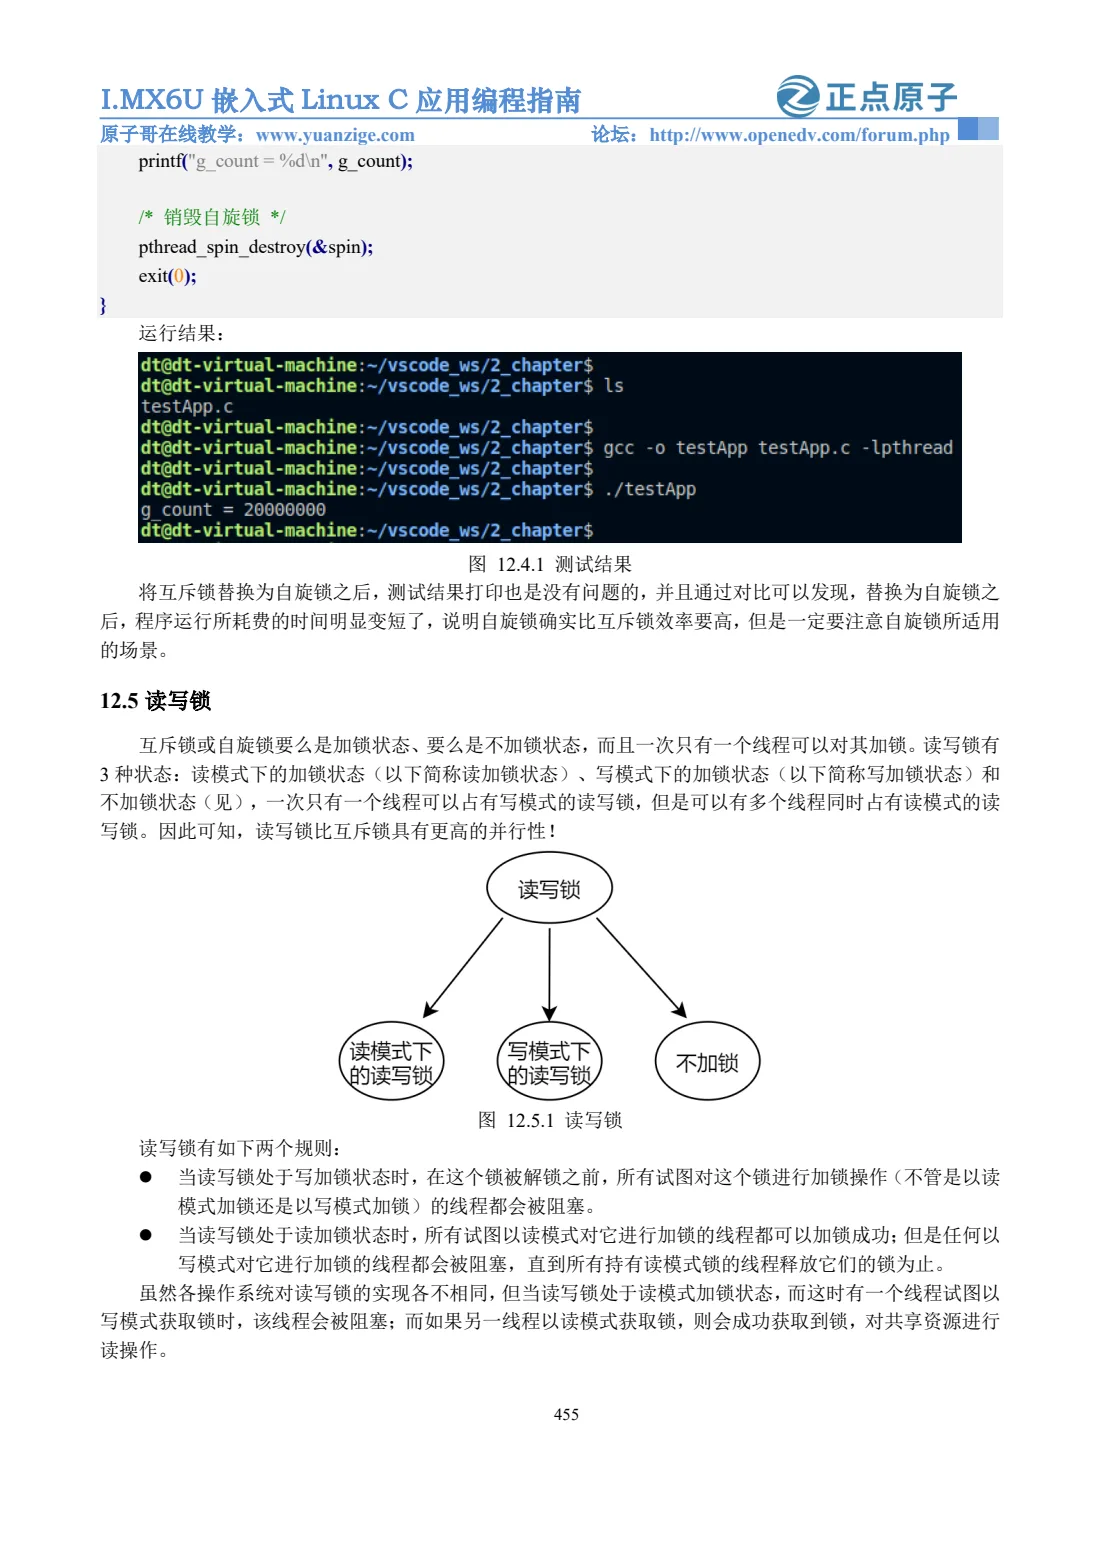 I.MX6U 嵌入式 Linux C 应用编程指南
正点原子
原子哥在线教学：www.yuanzige.com 论坛：http://www.openedv.com/forum.php
printf("g_count = %d\n", g_count);
/* 销毁自旋锁 */
pthread_spin_destroy(&spin);
exit(0);
}
运行结果：
dt@dt-virtual-machine:~/vscode_ws/2_chapter$
dt@dt-virtual-machine:~/vscode_ws/2_chapter$ ls
testApp.c
dt@dt-virtual-machine:~/vscode_ws/2_chapter$
dt@dt-virtual-machine:~/vscode_ws/2_chapter$ gcc -o testApp testApp.c -lpthread
dt@dt-virtual-machine:~/vscode_ws/2_chapter$
dt@dt-virtual-machine:~/vscode_ws/2_chapter$ ./testApp
g_count = 20000000
dt@dt-virtual-machine:~/vscode_ws/2_chapter$
图 12.4.1 测试结果
将互斥锁替换为自旋锁之后，测试结果打印也是没有问题的，并且通过对比可以发现，替换为自旋锁之
后，程序运行所耗费的时间明显变短了，说明自旋锁确实比互斥锁效率要高，但是一定要注意自旋锁所适用
的场景。
12.5 读写锁
互斥锁或自旋锁要么是加锁状态、要么是不加锁状态，而且一次只有一个线程可以对其加锁。读写锁有
3 种状态：读模式下的加锁状态（以下简称读加锁状态）、写模式下的加锁状态（以下简称写加锁状态）和
不加锁状态（见），一次只有一个线程可以占有写模式的读写锁，但是可以有多个线程同时占有读模式的读
写锁。因此可知，读写锁比互斥锁具有更高的并行性！
读写锁
读模式下
的读写锁
写模式下
的读写锁
不加锁
图 12.5.1 读写锁
读写锁有如下两个规则：
● 当读写锁处于写加锁状态时，在这个锁被解锁之前，所有试图对这个锁进行加锁操作（不管是以读
模式加锁还是以写模式加锁）的线程都会被阻塞。
● 当读写锁处于读加锁状态时，所有试图以读模式对它进行加锁的线程都可以加锁成功；但是任何以
写模式对它进行加锁的线程都会被阻塞，直到所有持有读模式锁的线程释放它们的锁为止。
虽然各操作系统对读写锁的实现各不相同，但当读写锁处于读模式加锁状态，而这时有一个线程试图以
写模式获取锁时，该线程会被阻塞；而如果另一线程以读模式获取锁，则会成功获取到锁，对共享资源进行
读操作。
455